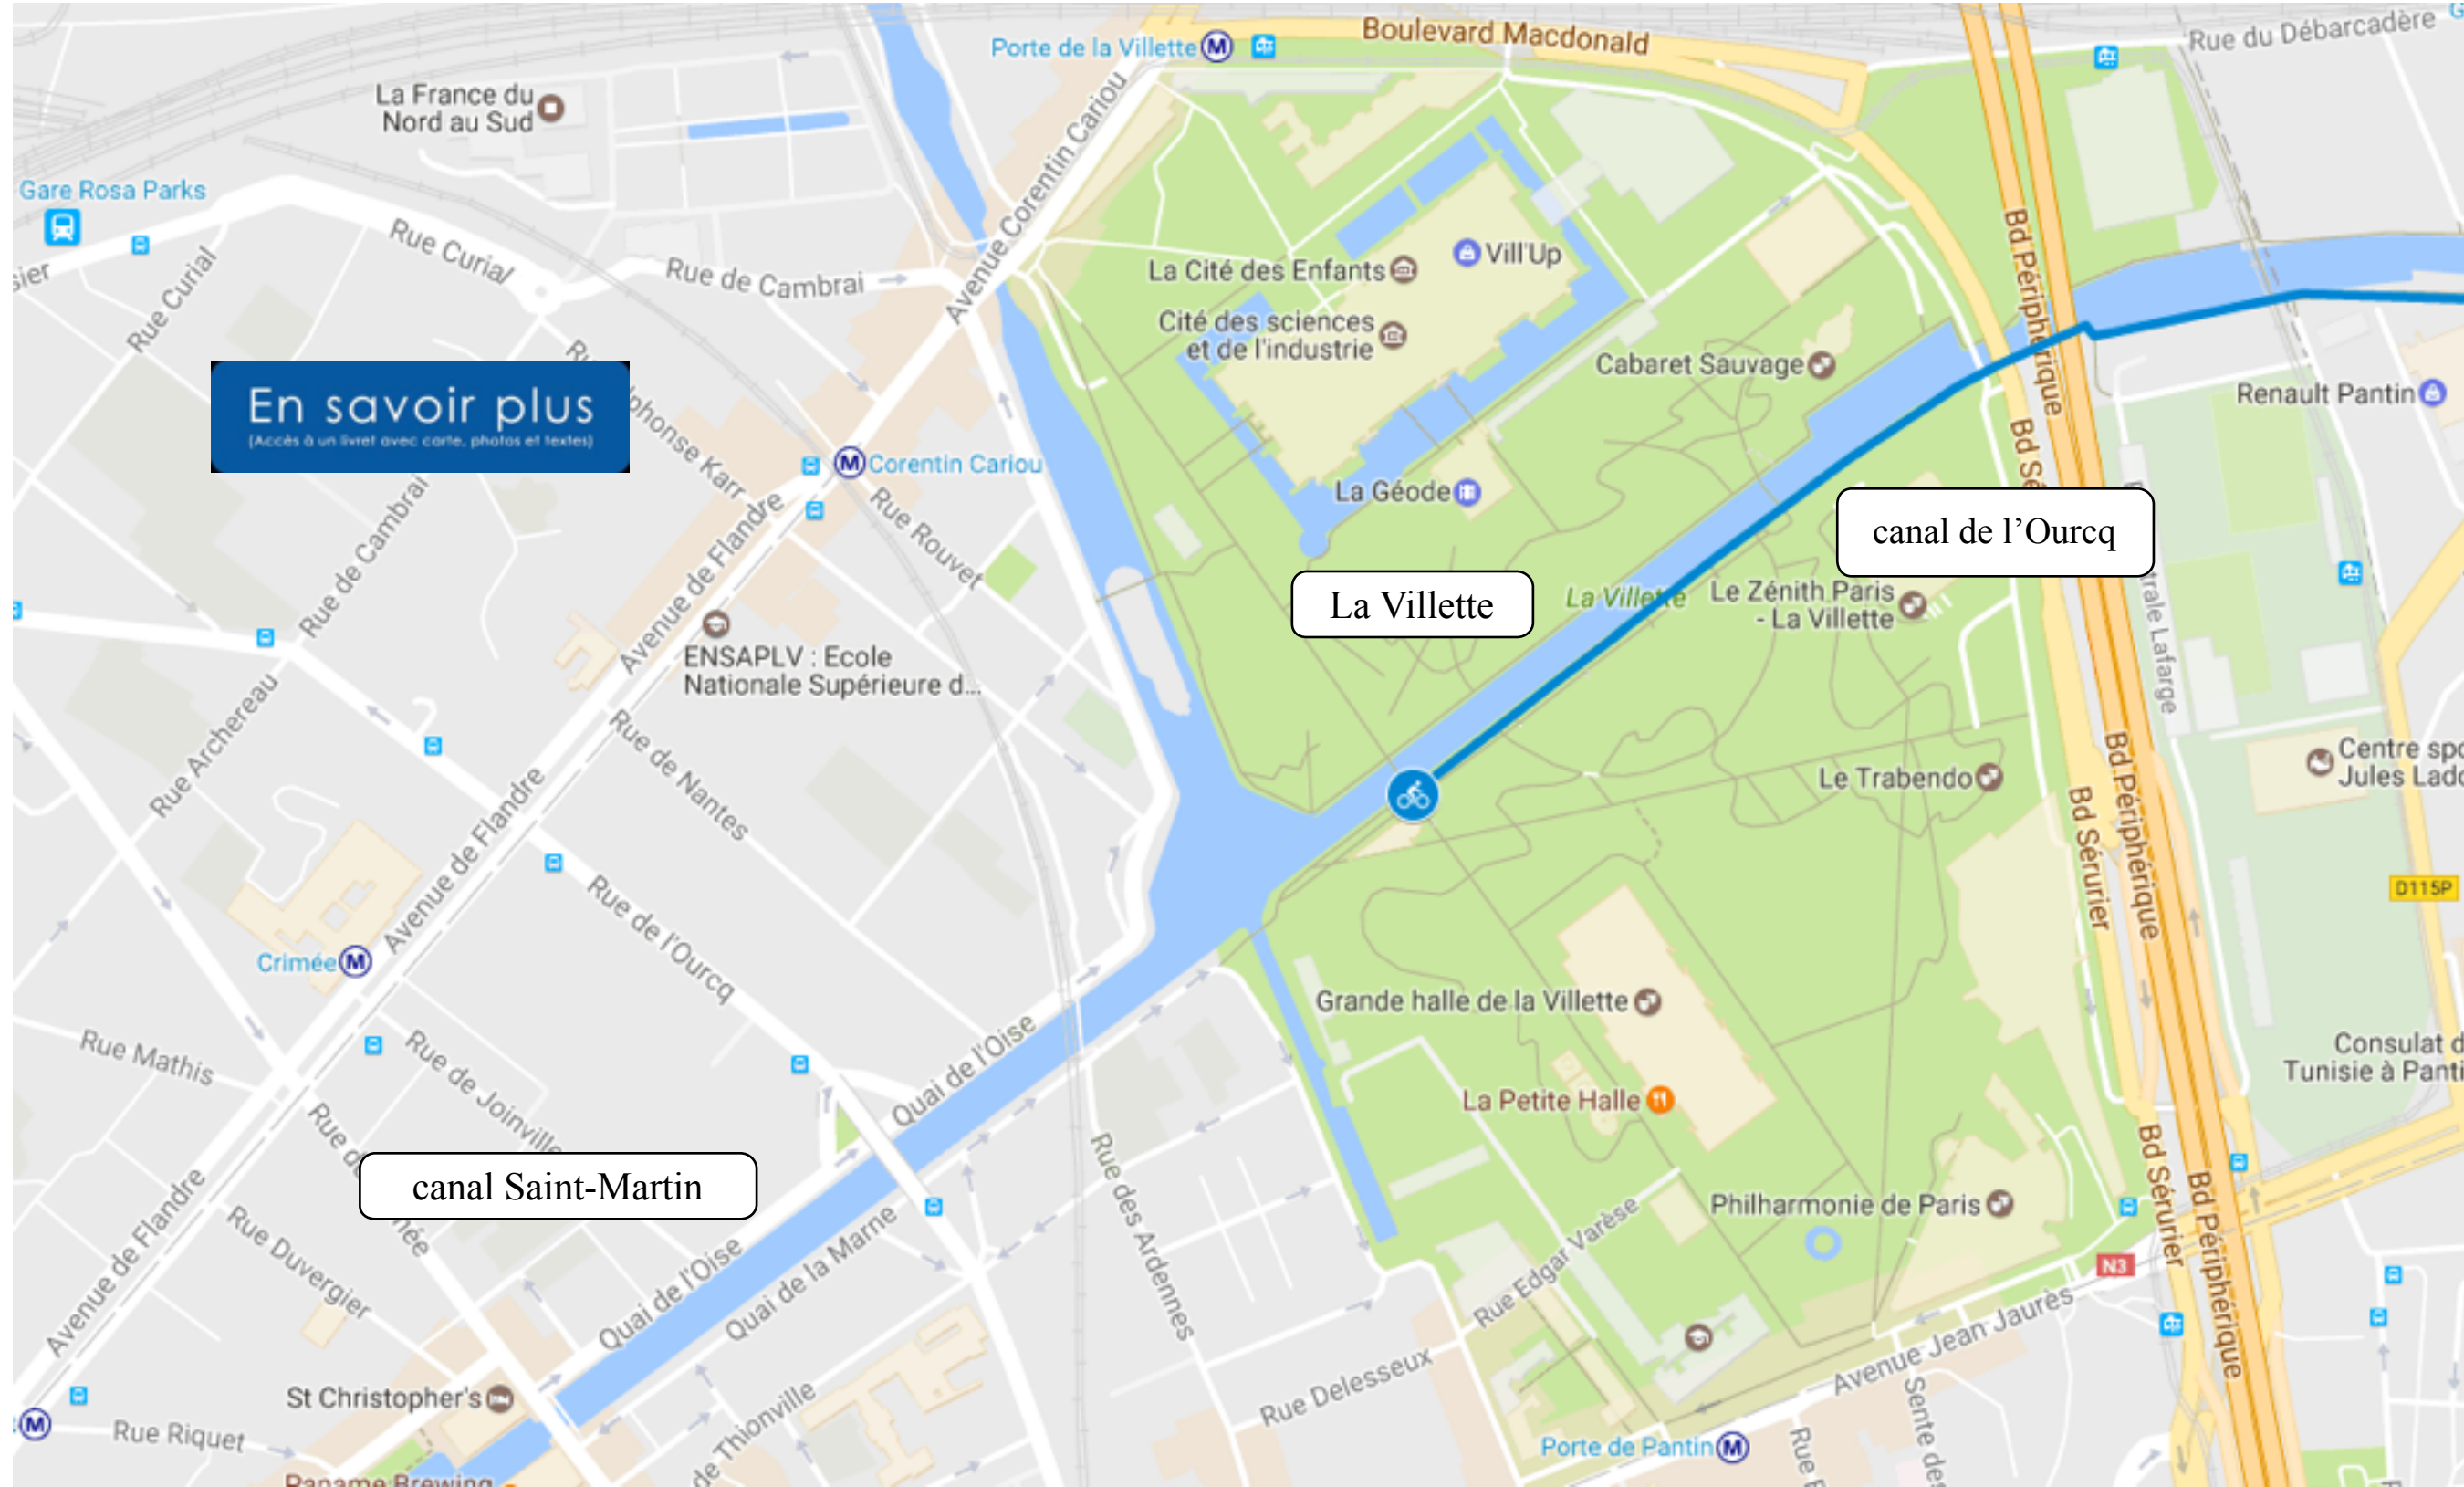 Boulevard Macdonald
Porte de la Villette
Rue du Débarcadère
La France du
Nord au Sud
Avenue Corentin Cariou
Gare Rosa Parks
Rue Curial
Rue Curial
Rue de Cambrai
La Cité des Enfants
Vill'Up
Cité des sciences
et de l'industrie
Bd Périphérique
Cabaret Sauvage
Renault Pantin
En savoir plus
(Accès à un livret avec carte, photos et textes)
Corentin Cariou
La Géode
Rue Rouvet
Rue de Cambrai
Avenue de Flandre
canal de l’Ourcq
La Villette
La Villette
Le Zénith Paris
- La Villette
ENSAPLV : Ecole
Nationale Supérieure d...
Rue Archereau
Rue de Nantes
Le Trabendo
Centre
Jules
Bd Sérurier
Bd Périphérique
D115P
Avenue de Flandre
Rue de l'Ourcq
Crimée
Grande halle de la Villette
Rue Mathis
Rue de Joinville
Quai de l'Oise
Consulat
Tunisie à
La Petite Halle
canal Saint-Martin
Rue des Ardennes
Philharmonie de Paris
Rue Edgar Varèse
Bd Sérurier
Bd Périphérique
N3
Avenue de Flandre
Rue Duvergier
Quai de l'Oise
Quai de la Marne
Avenue Jean Jaurès
St Christopher's
Rue Delesseux
Rue Riquet
de Thionville
Sente des
Porte de Pantin
Paname Brewing